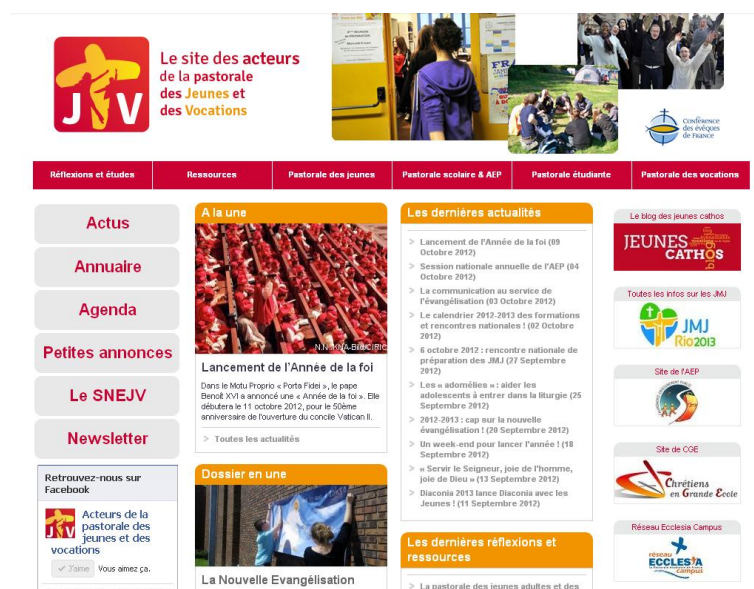 Le site des acteurs
de la pastorale
des Jeunes et
des Vocations
JV
Conférence
des évêques
de France
Réflexions et études
Ressources
Pastorale des jeunes
Pastorale scolaire & AEP
Pastorale étudiante
Pastorale des vocations
Actus
Annuaire
Agenda
Petites annonces
Le SNEJV
Newsletter
Retrouvez-nous sur
Facebook
Acteurs de la
pastorale des
jeunes et des
vocations
J'aime
Vous aimez ça.
A la une
Lancement de l'Année de la foi
Dans le Motu Proprio « Porta Fidei », le pape
Benoît XVI a annoncé une « Année de la foi ». Elle
débutera le 11 octobre 2012, pour le 50ème
anniversaire de l'ouverture du concile Vatican II.
> Toutes les actualités
Dossier en une
La Nouvelle Evangélisation
Les dernières actualités
> Lancement de l'Année de la foi (09
Octobre 2012)
> Session nationale annuelle de l'AEP (04
Octobre 2012)
> La communication au service de
l'évangélisation (03 Octobre 2012)
> Le calendrier 2012-2013 des formations
et rencontres nationales ! (02 Octobre
2012)
> 6 octobre 2012 : rencontre nationale de
préparation des JMJ (27 Septembre
2012)
> Les « adomélies » : aider les
adolescents à entrer dans la liturgie (25
Septembre 2012)
> 2012-2013 : cap sur la nouvelle
évangélisation ! (20 Septembre 2012)
> Un week-end pour lancer l'année ! (18
Septembre 2012)
> « Servir le Seigneur, joie de l'homme,
joie de Dieu » (13 Septembre 2012)
> Diaconia 2013 lance Diaconia avec les
Jeunes ! (11 Septembre 2012)
Les dernières réflexions et
ressources
> La pastorale des jeunes adultes et des
Le blog des jeunes cathos
JEUNES
CATHOS
blog
Toutes les infos sur les JMJ
JMJ
Rio2013
Site de l'AEP
Site de CGE
Chrétiens
en Grande Ecole
Réseau Ecclesia Campus
réseau
ECCLESIA
campus